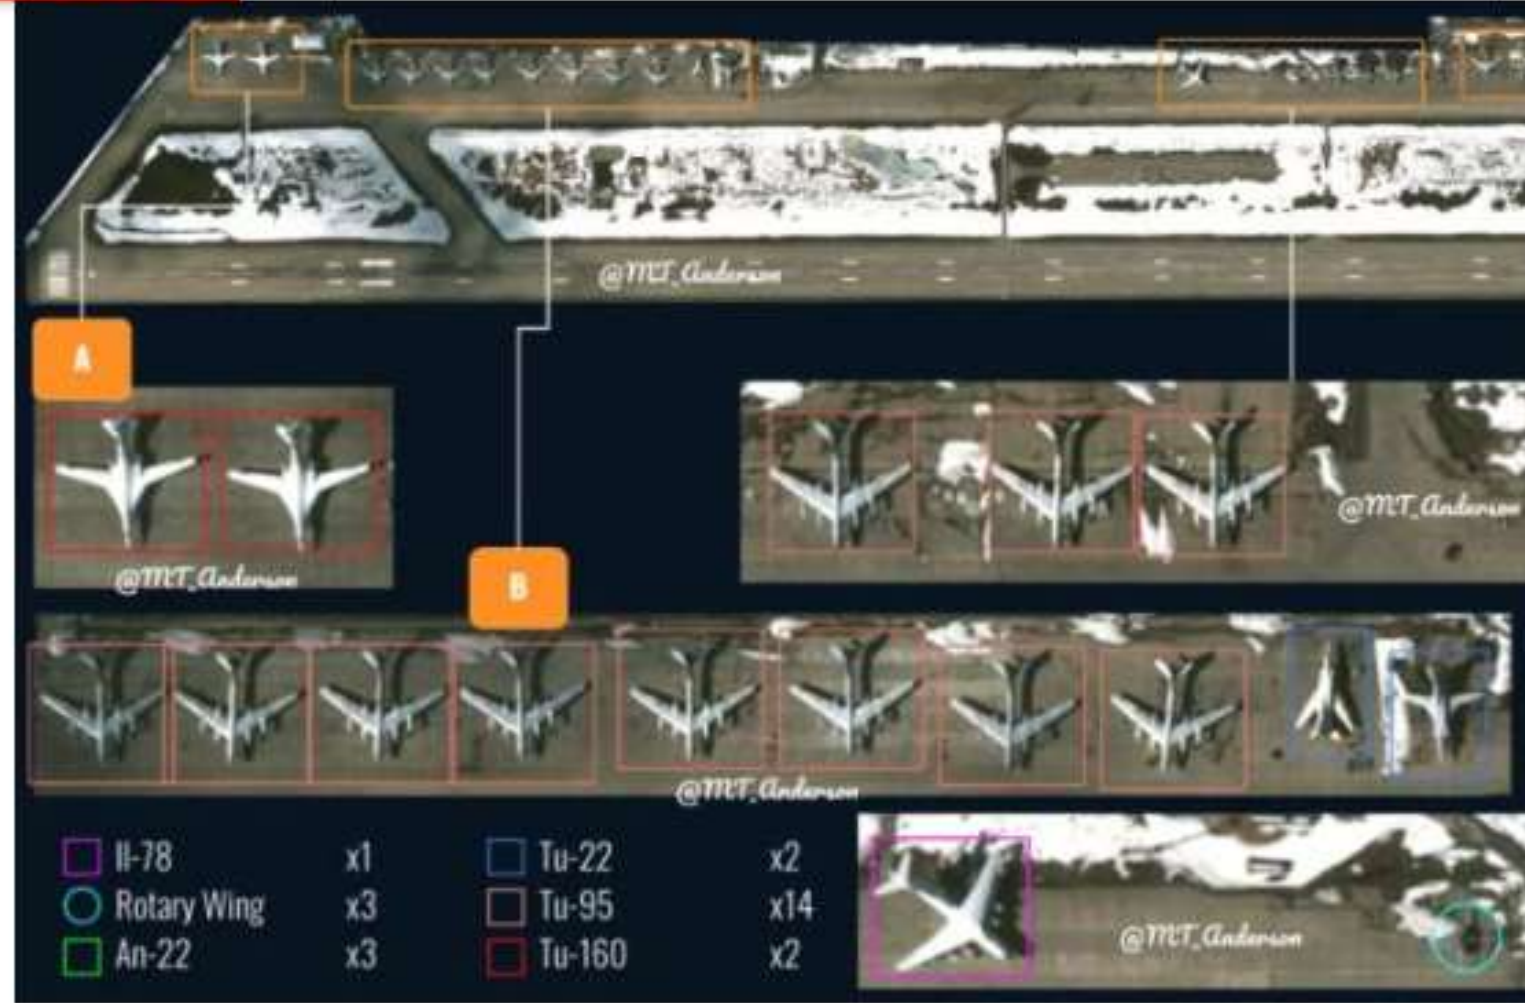 @MT_Anderson
A
@MT_Anderson
@MT_Anderson
B
@MT_Anderson
Il-78 x1 Tu-22 x2
Rotary Wing x3 Tu-95 x14
An-22 x3 Tu-160 x2
@MT_Anderson